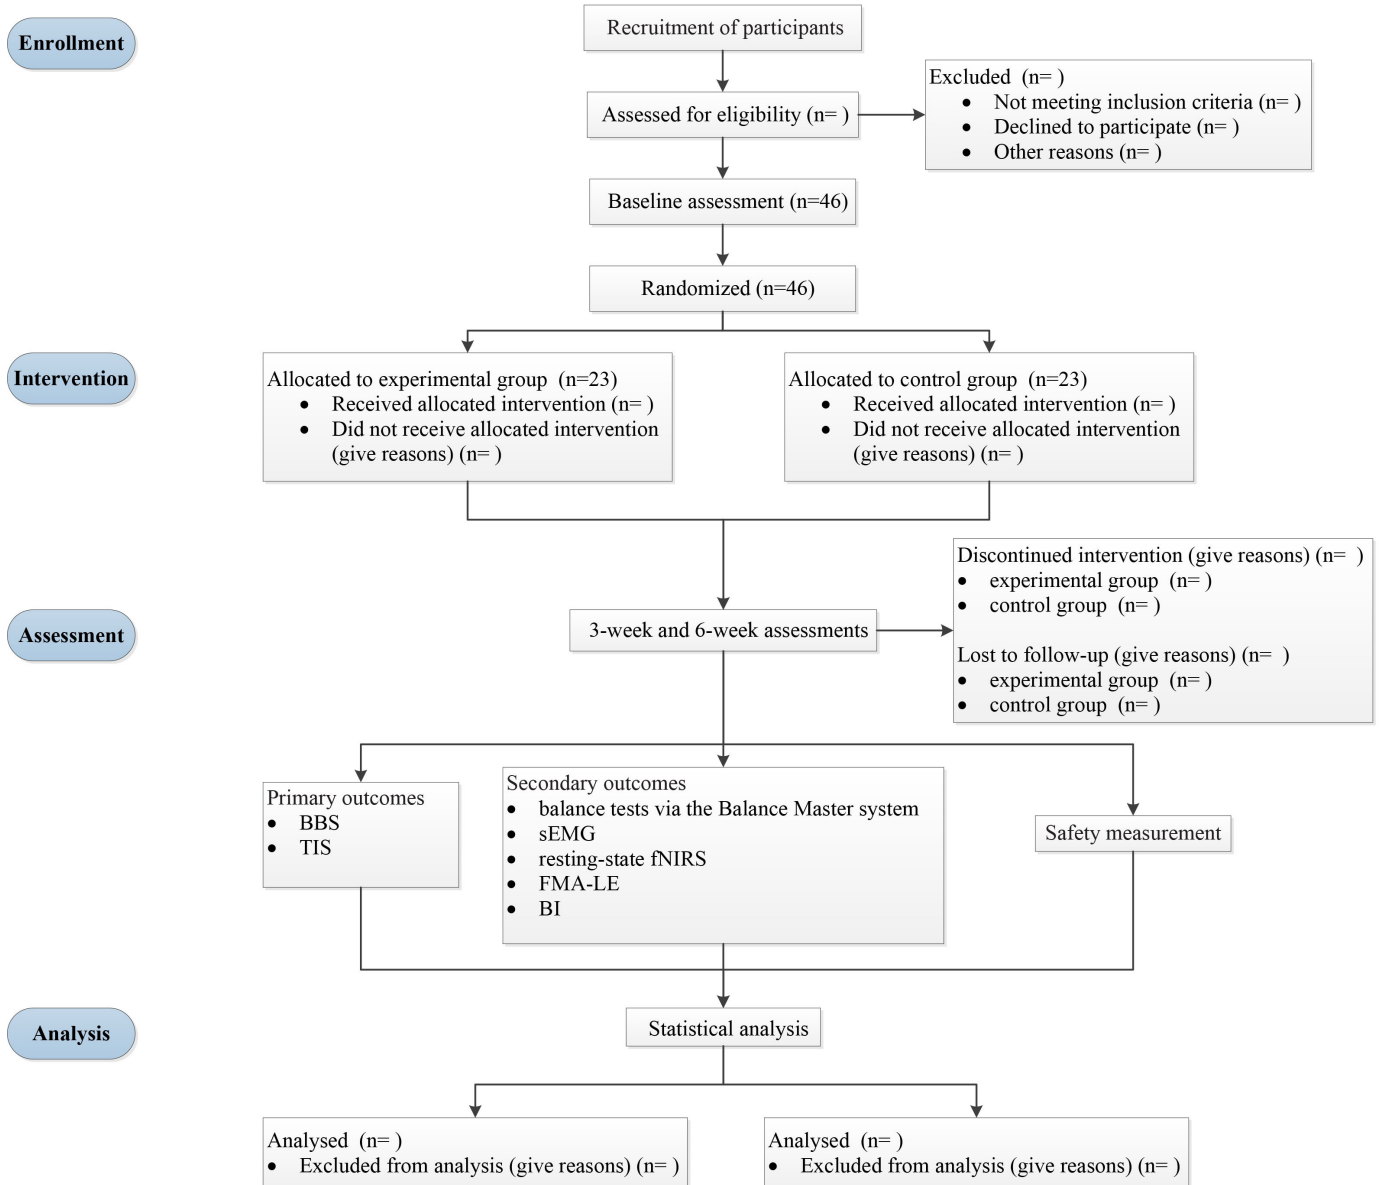 Enrollment
Recruitment of participants
Assessed for eligibility (n= )
Excluded (n= )
• Not meeting inclusion criteria (n= )
• Declined to participate (n= )
• Other reasons (n= )
Baseline assessment (n=46)
Randomized (n=46)
Intervention
Allocated to experimental group (n=23)
• Received allocated intervention (n= )
• Did not receive allocated intervention
(give reasons) (n= )
Allocated to control group (n=23)
• Received allocated intervention (n= )
• Did not receive allocated intervention
(give reasons) (n= )
Assessment
3-week and 6-week assessments
Discontinued intervention (give reasons) (n= )
• experimental group (n= )
• control group (n= )
Lost to follow-up (give reasons) (n= )
• experimental group (n= )
• control group (n= )
Primary outcomes
• BBS
• TIS
Secondary outcomes
• balance tests via the Balance Master system
• sEMG
• resting-state fNIRS
• FMA-LE
• BI
Safety measurement
Analysis
Statistical analysis
Analysed (n= )
• Excluded from analysis (give reasons) (n= )
Analysed (n= )
• Excluded from analysis (give reasons) (n= )